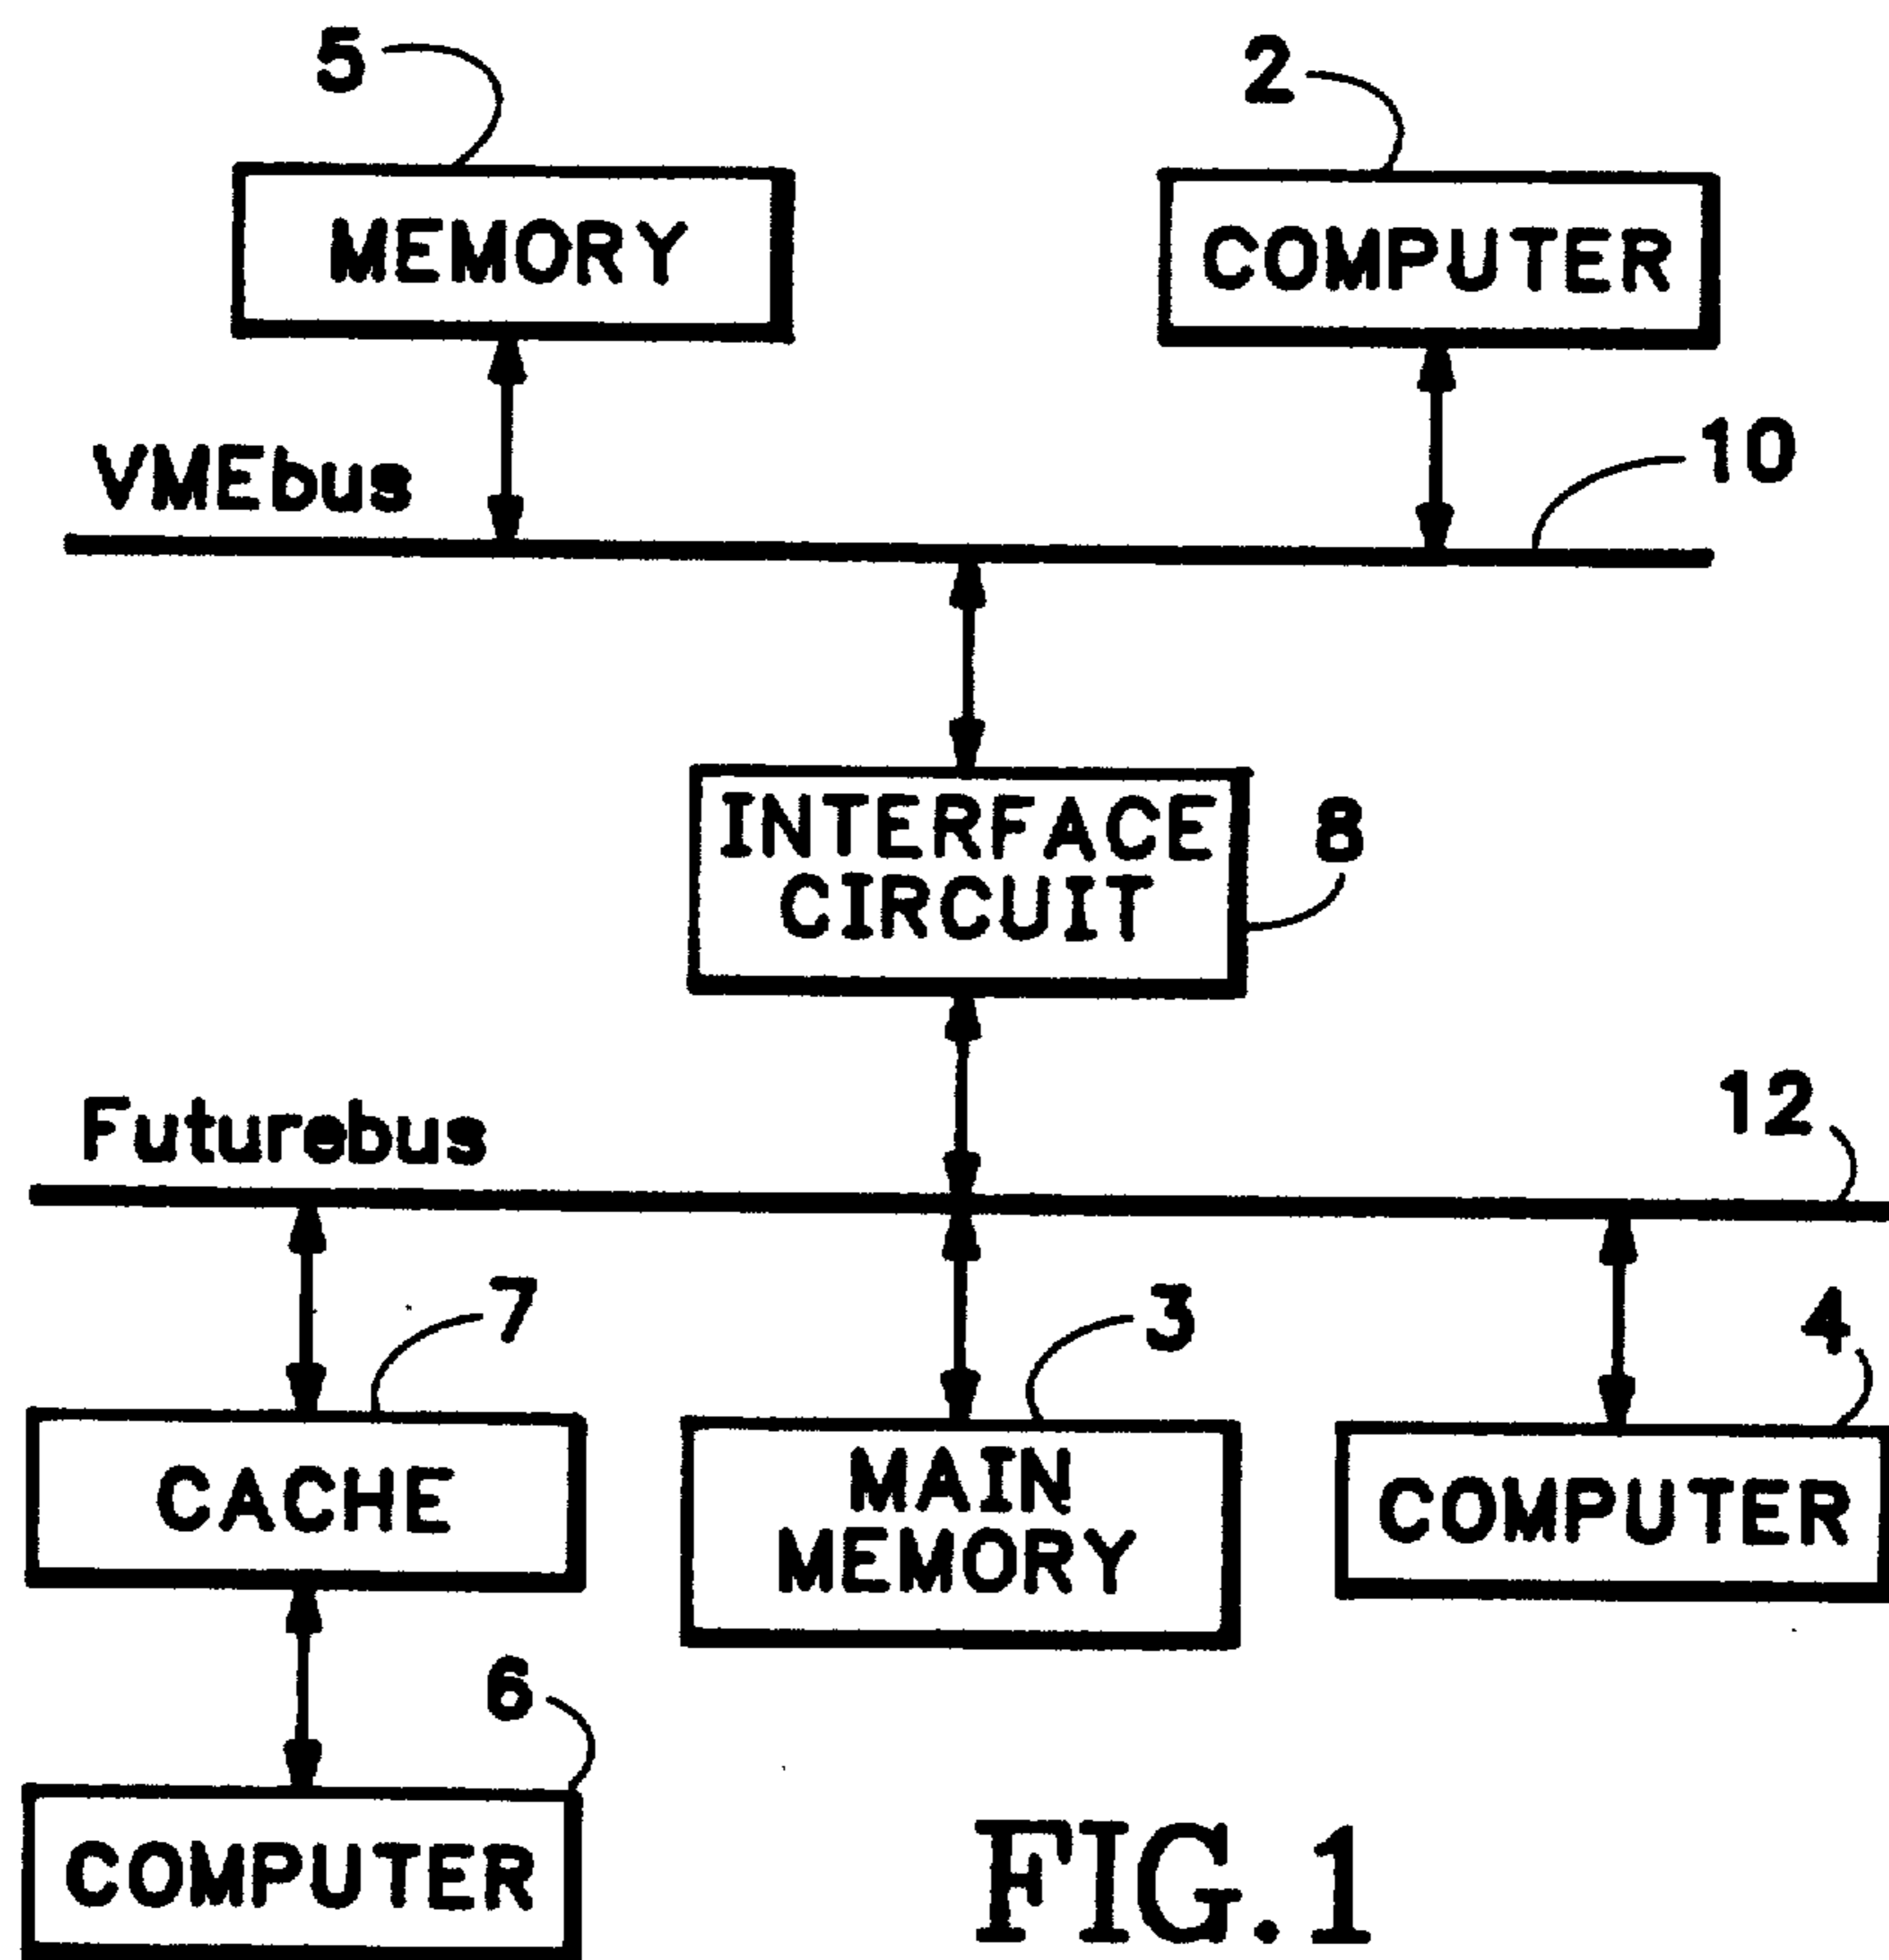 5
2
MEMORY
COMPUTER
VMEbus
10
INTERFACE
CIRCUIT
8
Futurebus
12
7
3
4
CACHE
MAIN
MEMORY
COMPUTER
6
COMPUTER
FIG.1